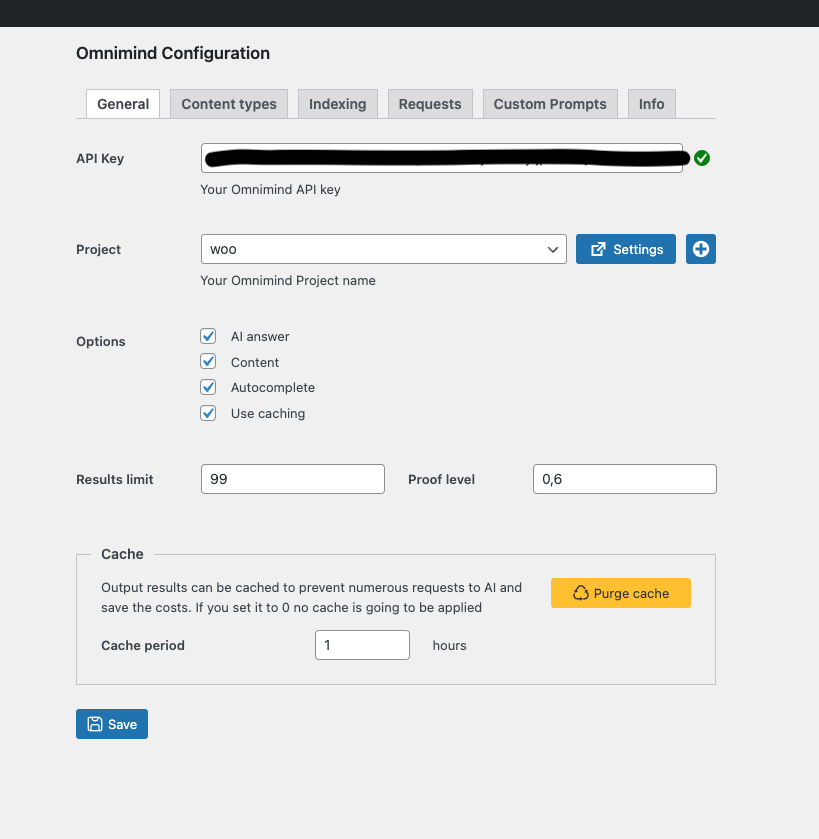 Omnimind Configuration
General Content types Indexing Requests Custom Prompts Info
API Key
Your Omnimind API key
Project woo Settings
Your Omnimind Project name
Options AI answer
Content
Autocomplete
Use caching
Results limit 99 Proof level 0,6
Cache
Output results can be cached to prevent numerous requests to AI and
save the costs. If you set it to 0 no cache is going to be applied
Purge cache
Cache period 1 hours
Save